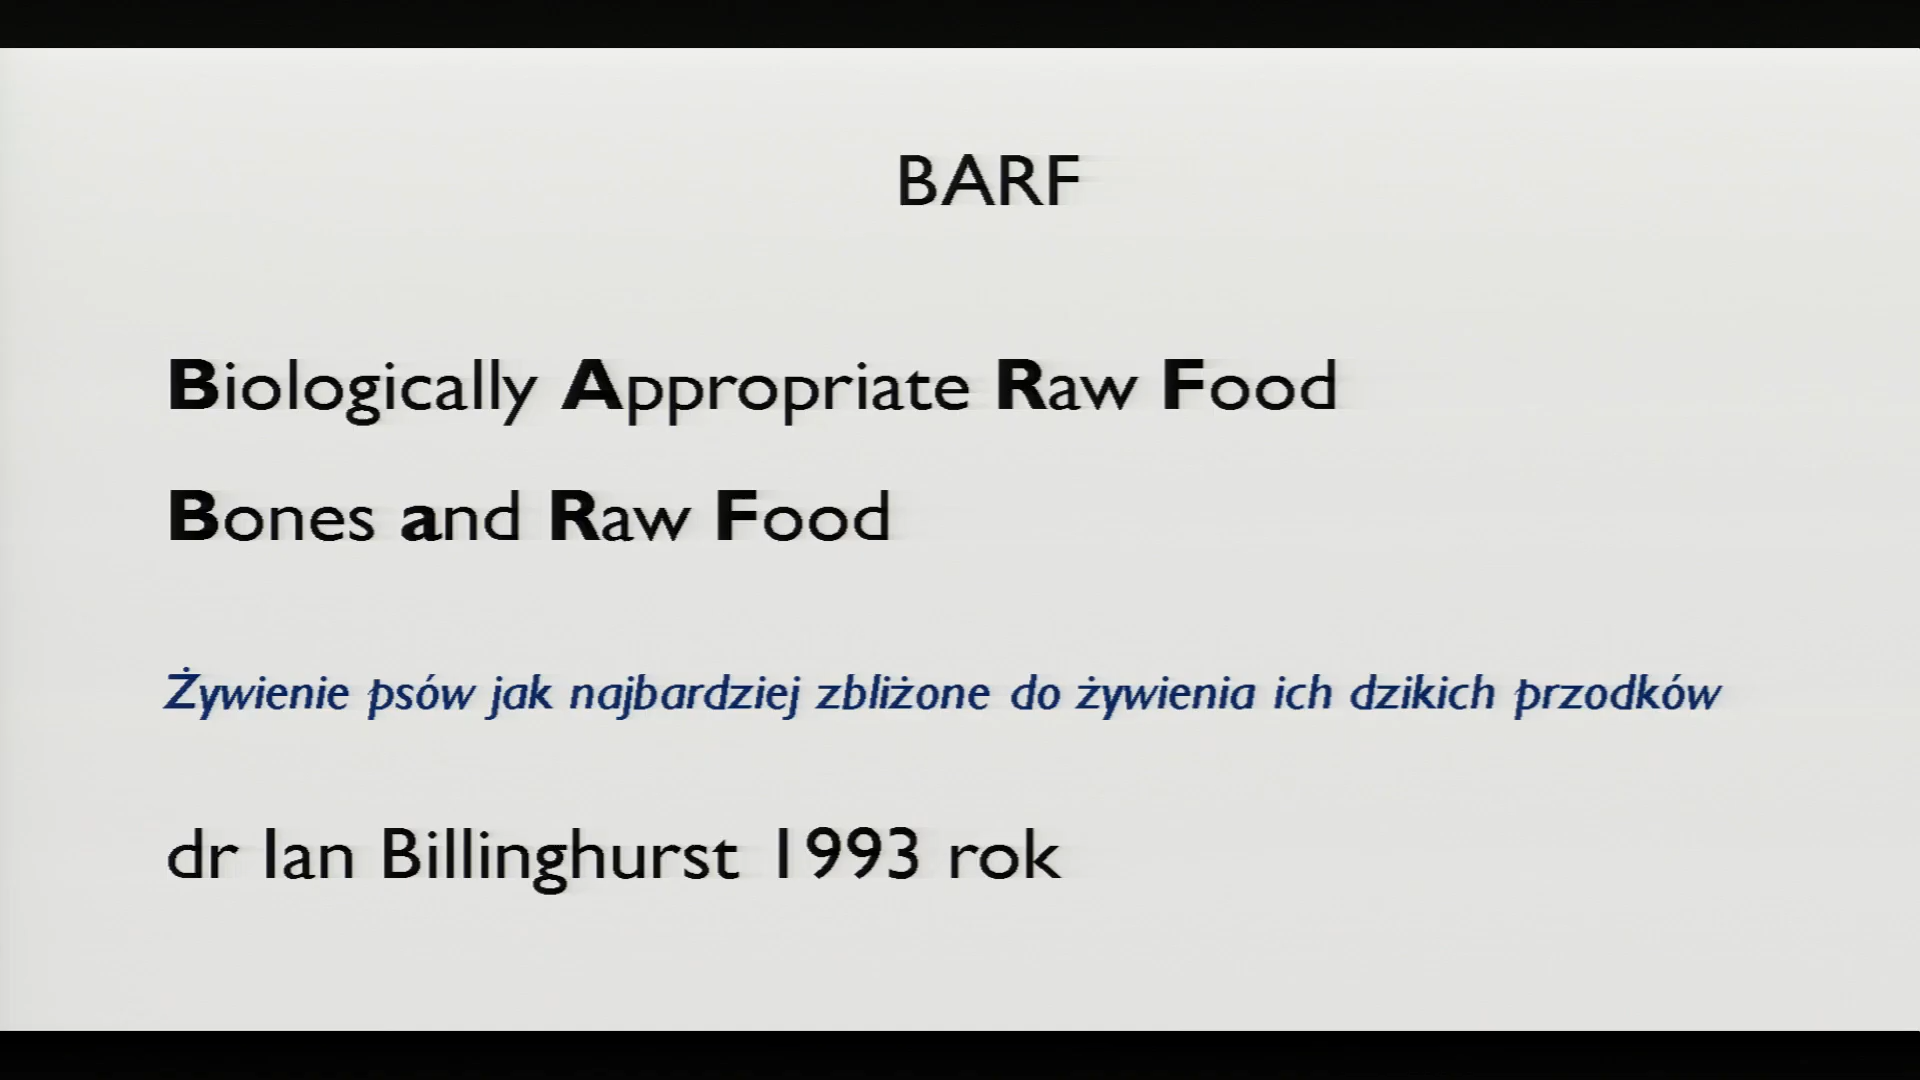 BARF
Biologically Appropriate Raw Food
Bones and Raw Food
Żywienie psów jak najbardziej zbliżone do żywienia ich dzikich przodków
dr Ian Billinghurst 1993 rok